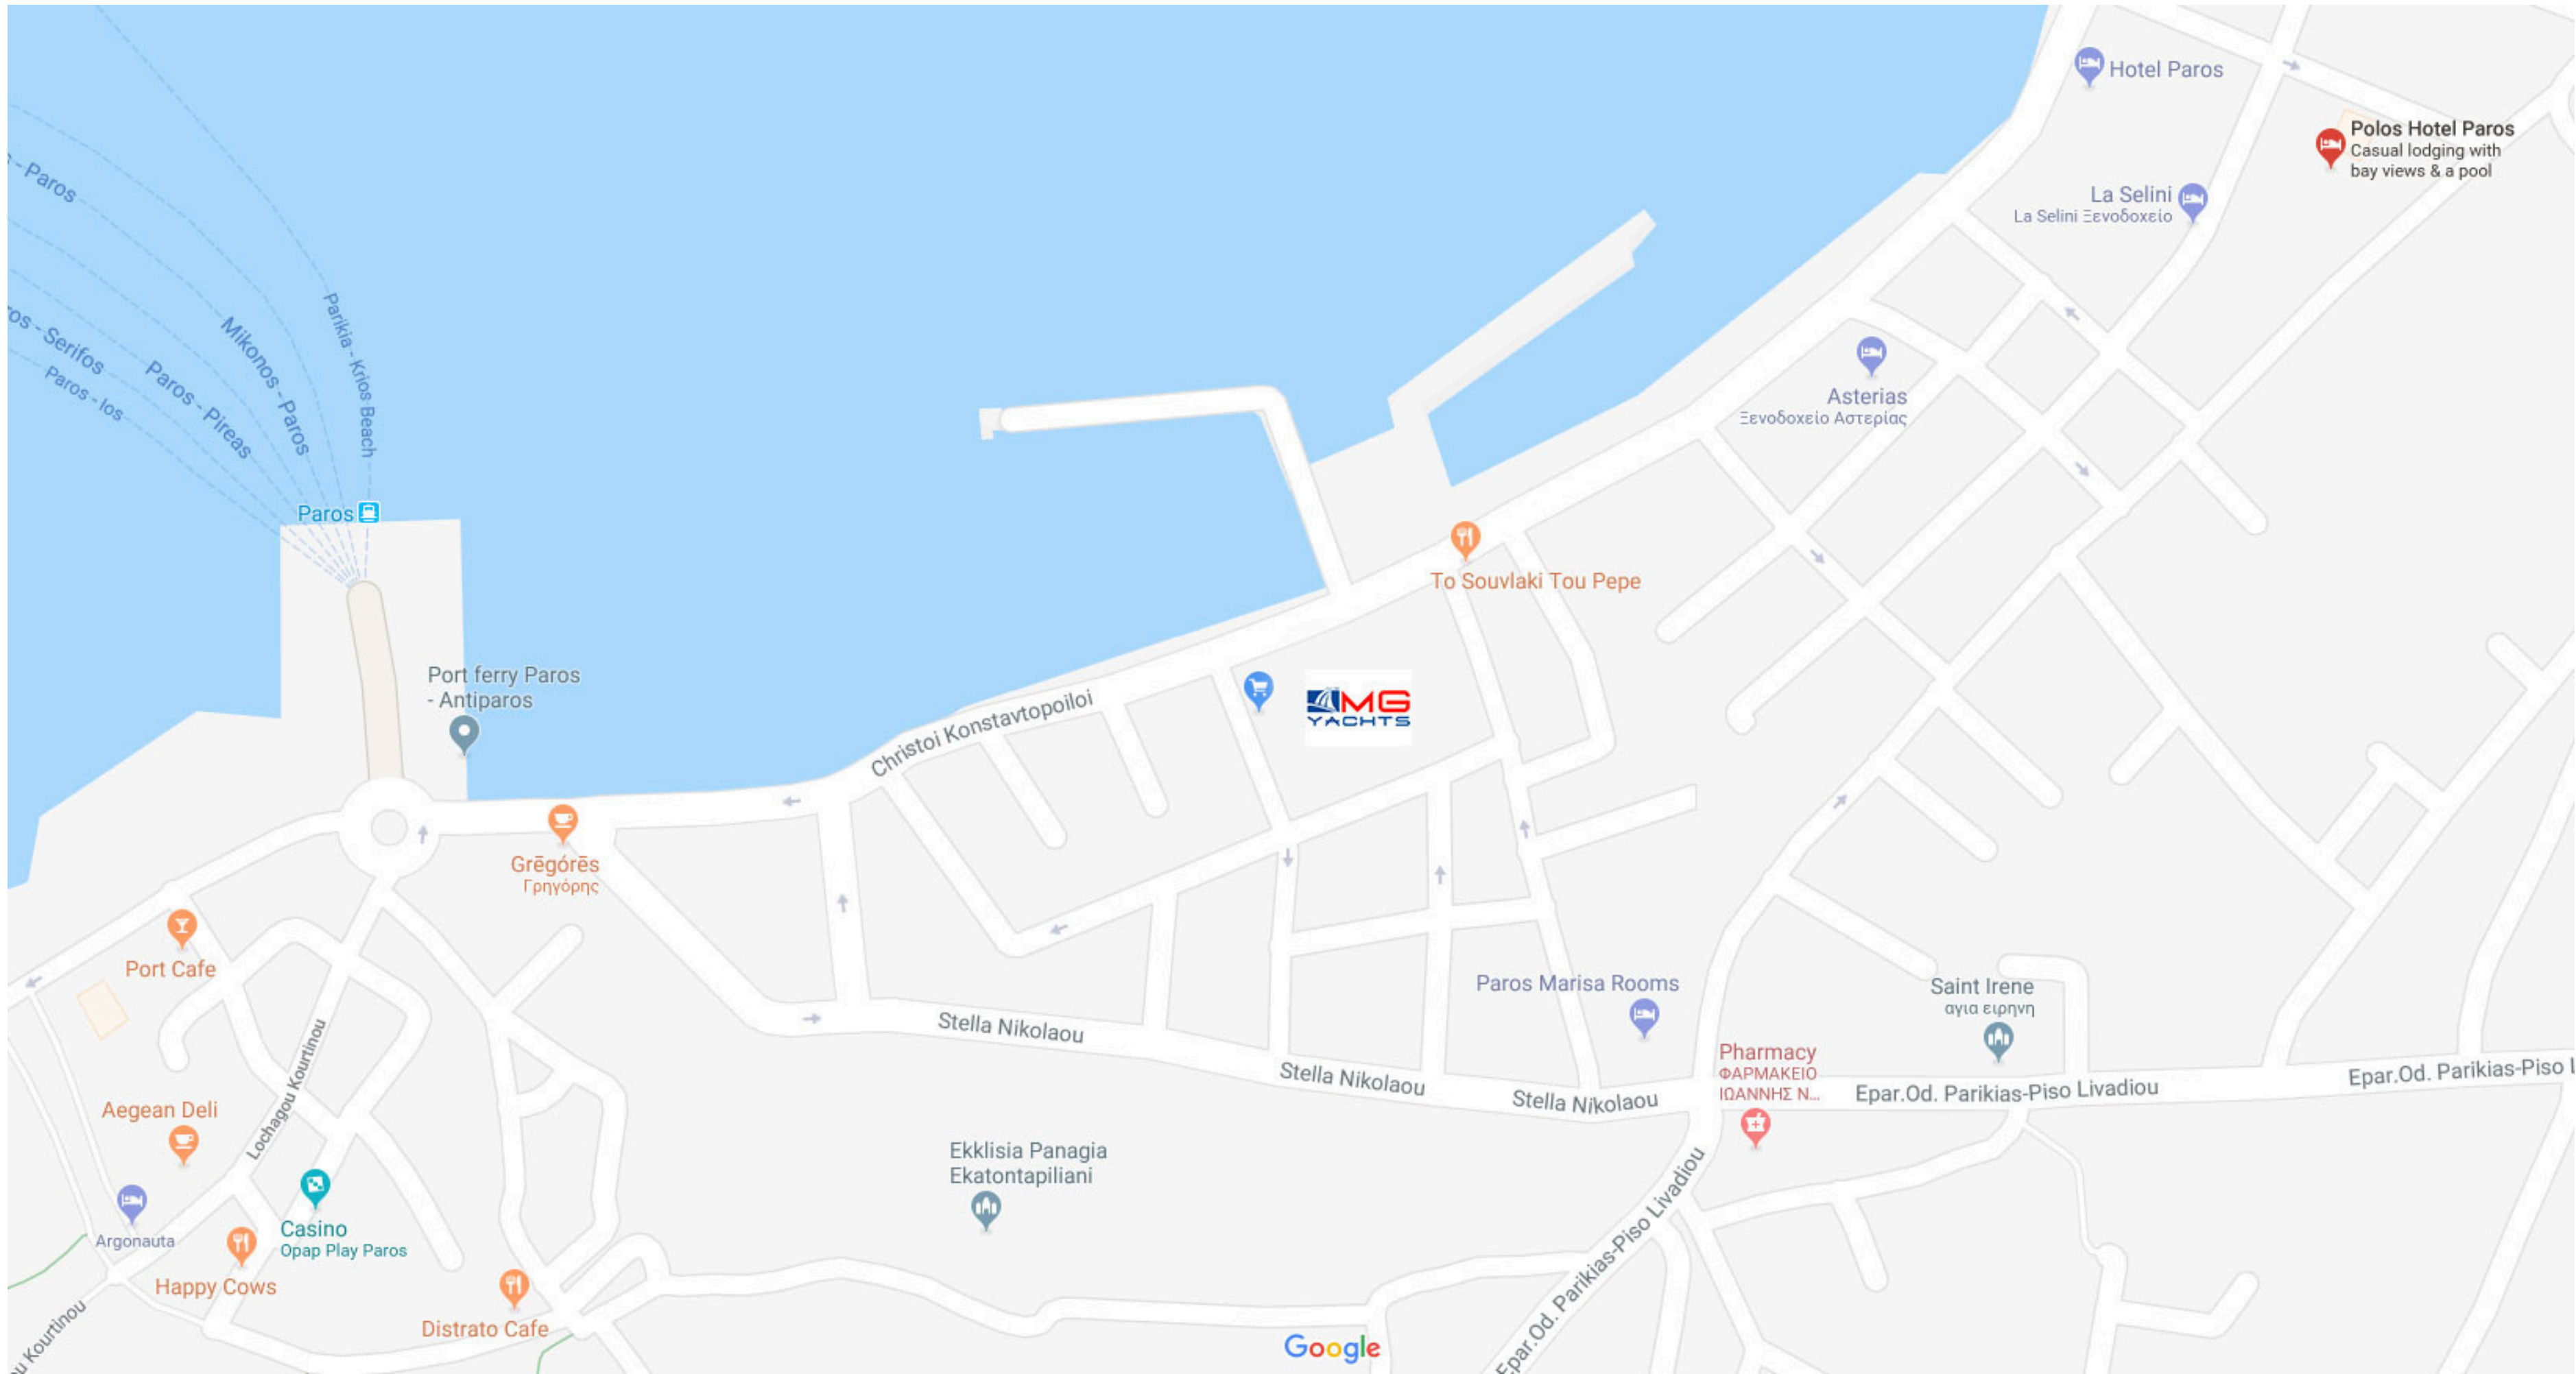 Hotel Paros
Polos Hotel Paros
Casual lodging with
bay views & a pool
La Selini
La Selini Ξενοδοχείο
- Paros
Parikia - Krios Beach
Mikonos - Paros
os - Serifos
Paros - Pireas
Paros - Ios
Asterias
Ξενοδοχείο Αστερίας
Paros
To Souvlaki Tou Pepe
Port ferry Paros
- Antiparos
MG
YACHTS
Christoi Konstavtopoiloi
Grēgórēs
Γρηγόρης
Port Cafe
Paros Marisa Rooms
Saint Irene
αγια ειρηνη
Stella Nikolaou
Stella Nikolaou
Stella Nikolaou
Pharmacy
ΦΑΡΜΑΚΕΙΟ
ΙΩΑΝΝΗΣ Ν...
Epar.Od. Parikias-Piso Livadiou
Epar.Od. Parikias-Piso L
Lochagou Kourtinou
Aegean Deli
Ekklisia Panagia
Ekatontapiliani
Argonauta
Casino
Opap Play Paros
Happy Cows
Distrato Cafe
u Kourtinou
Epar.Od. Parikias-Piso Livadiou
Google